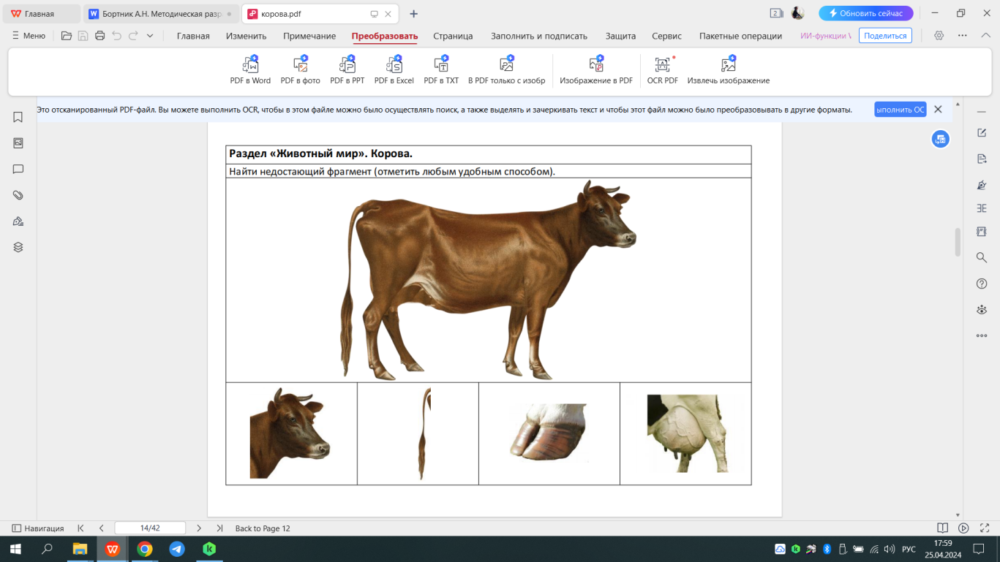 Главная
Бортник А.Н. Методическая разр
корова.pdf
2
Обновить сейчас
Меню
Главная
Изменить
Примечание
Преобразовать
Страница
Заполнить и подписать
Защита
Сервис
Пакетные операции
ИИ-функции
Поделиться
PDF в Word
PDF в фото
PDF в PPT
PDF в Excel
PDF в TXT
В PDF только с изобр
Изображение в PDF
OCR PDF
Извлечь изображение
Это отсканированный PDF-файл. Вы можете выполнить OCR, чтобы в этом файле можно было осуществлять поиск, а также выделять и зачеркивать текст и чтобы этот файл можно было преобразовывать в другие форматы.
ыполнить ОС
Раздел «Животный мир». Корова.
Найти недостающий фрагмент (отметить любым удобным способом).
Навигация
14/42
Back to Page 12
РУС
17:59
25.04.2024